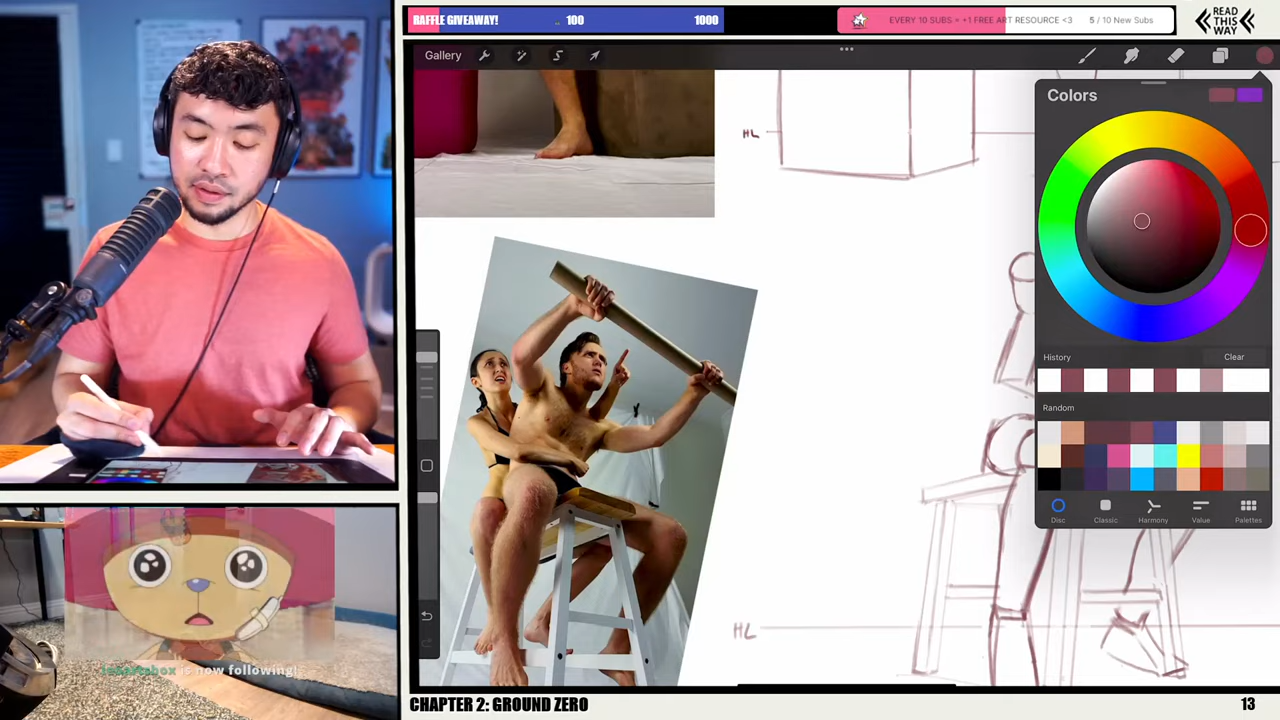 RAFFLE GIVEAWAY!
100
1000
EVERY 10 SUBS = +1 FREE ART RESOURCE <3
5 / 10 New Subs
READ
THIS
WAY
Gallery
Colors
HL
History
Clear
Random
Disc
Classic
Harmony
Value
Palettes
HL
is now following!
CHAPTER 2: GROUND ZERO
13